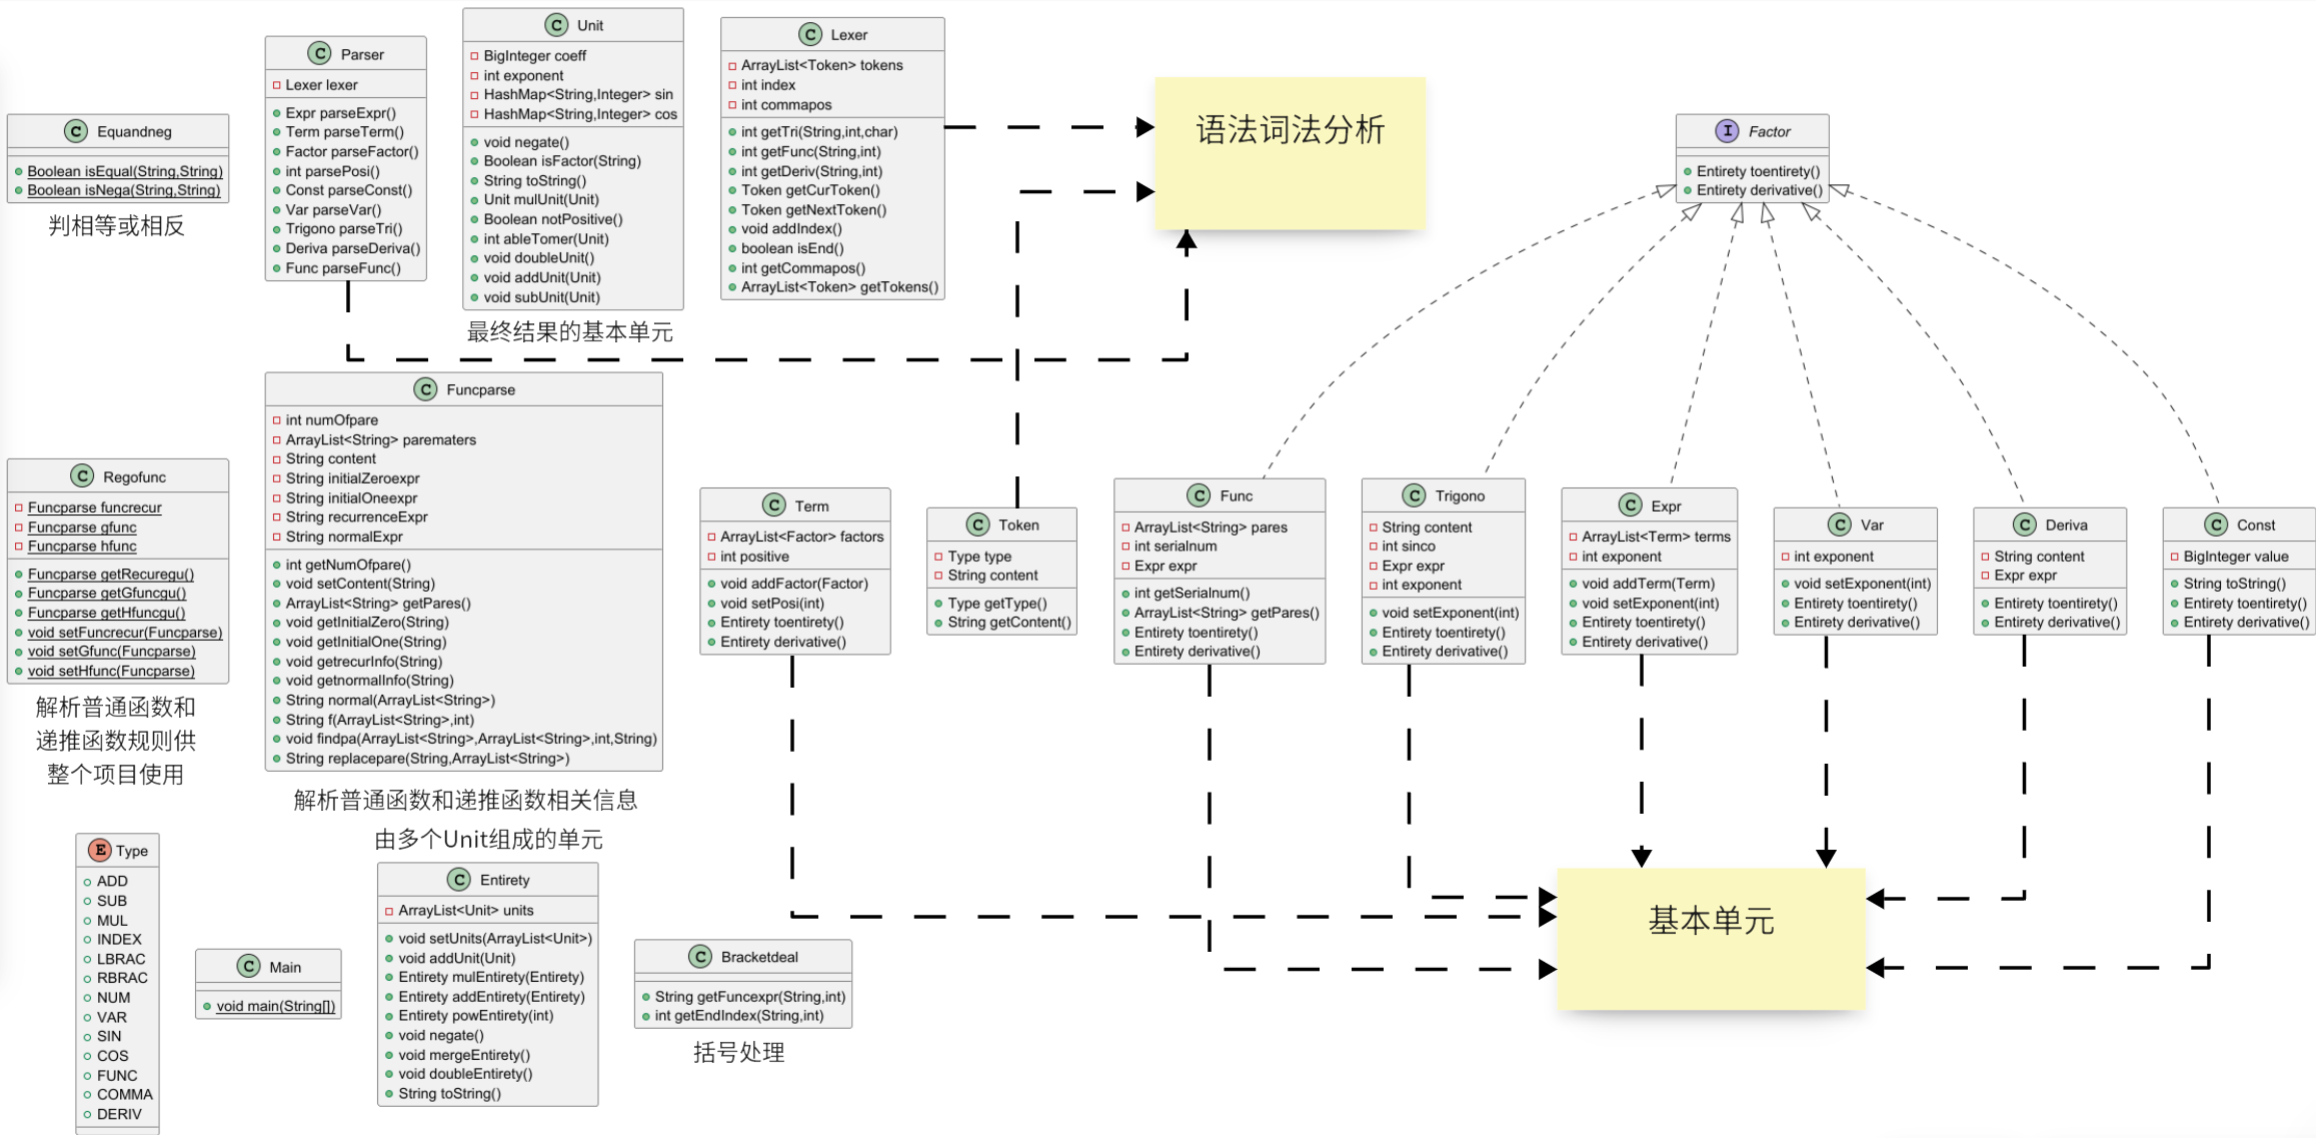 Equandneg
Boolean isEqual(String,String)
Boolean isNega(String,String)
判相等或相反
Parser
Lexer lexer
Expr parseExpr()
Term parseTerm()
Factor parseFactor()
int parsePosi()
Const parseConst()
Var parseVar()
Trigono parseTri()
Deriva parseDeriva()
Func parseFunc()
Unit
BigInteger coeff
int exponent
HashMap<String,Integer> sin
HashMap<String,Integer> cos
void negate()
Boolean isFactor(String)
String toString()
Unit mulUnit(Unit)
Boolean notPositive()
int ableTomer(Unit)
void doubleUnit()
void addUnit(Unit)
void subUnit(Unit)
最终结果的基本单元
Lexer
ArrayList<Token> tokens
int index
int commapos
int getTri(String,int,char)
int getFunc(String,int)
int getDeriv(String,int)
Token getCurToken()
Token getNextToken()
void addIndex()
boolean isEnd()
int getCommapos()
ArrayList<Token> getTokens()
语法词法分析
Factor
Entirety toentirety()
Entirety derivative()
Regofunc
Funcparse funcrecur
Funcparse gfunc
Funcparse hfunc
Funcparse getRecuregu()
Funcparse getGfuncgu()
Funcparse getHfuncgu()
void setFuncrecur(Funcparse)
void setGfunc(Funcparse)
void setHfunc(Funcparse)
解析普通函数和
递推函数规则供
整个项目使用
Funcparse
int numOfpare
ArrayList<String> parematers
String content
String initialZeroexpr
String initialOneexpr
String recurrenceExpr
String normalExpr
int getNumOfpare()
void setContent(String)
ArrayList<String> getPares()
void getInitialZero(String)
void getInitialOne(String)
void getrecurInfo(String)
void getnormalInfo(String)
String normal(ArrayList<String>)
String f(ArrayList<String>,int)
void findpa(ArrayList<String>,ArrayList<String>,int,String)
String replacepare(String,ArrayList<String>)
解析普通函数和递推函数相关信息
Term
ArrayList<Factor> factors
int positive
void addFactor(Factor)
void setPosi(int)
Entirety toentirety()
Entirety derivative()
Token
Type type
String content
Type getType()
String getContent()
Func
ArrayList<String> pares
int serialnum
Expr expr
int getSerialnum()
ArrayList<String> getPares()
Entirety toentirety()
Entirety derivative()
Trigono
String content
int sinco
Expr expr
int exponent
void setExponent(int)
Entirety toentirety()
Entirety derivative()
Expr
ArrayList<Term> terms
int exponent
void addTerm(Term)
void setExponent(int)
Entirety toentirety()
Entirety derivative()
Var
int exponent
void setExponent(int)
Entirety toentirety()
Entirety derivative()
Deriva
String content
Expr expr
Entirety toentirety()
Entirety derivative()
Const
BigInteger value
String toString()
Entirety toentirety()
Entirety derivative()
Type
ADD
SUB
MUL
INDEX
LBRAC
RBRAC
NUM
VAR
SIN
COS
FUNC
COMMA
DERIV
Main
void main(String[])
由多个Unit组成的单元
Entirety
ArrayList<Unit> units
void setUnits(ArrayList<Unit>)
void addUnit(Unit)
Entirety mulEntirety(Entirety)
Entirety addEntirety(Entirety)
Entirety powEntirety(int)
void negate()
void mergeEntirety()
void doubleEntirety()
String toString()
Bracketdeal
String getFuncexpr(String,int)
int getEndIndex(String,int)
括号处理
基本单元